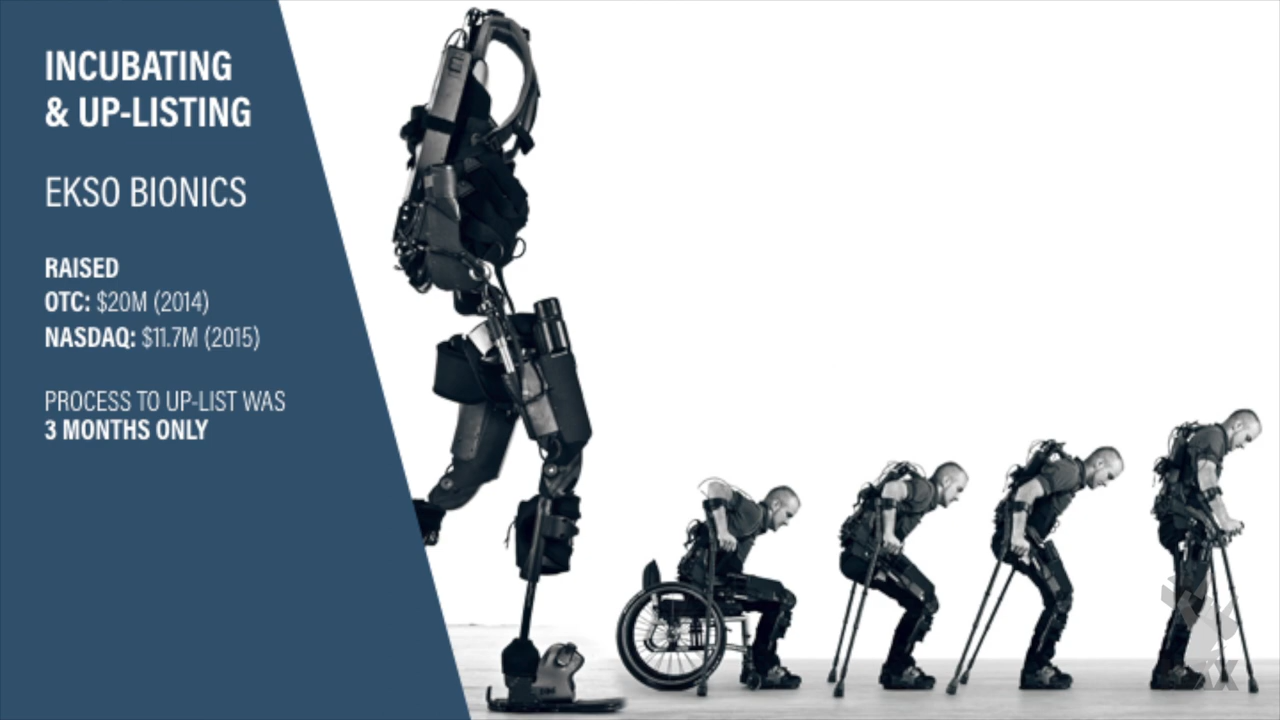 INCUBATING
& UP-LISTING
EKSO BIONICS
RAISED
OTC: $20M (2014)
NASDAQ: $11.7M (2015)
PROCESS TO UP-LIST WAS
3 MONTHS ONLY